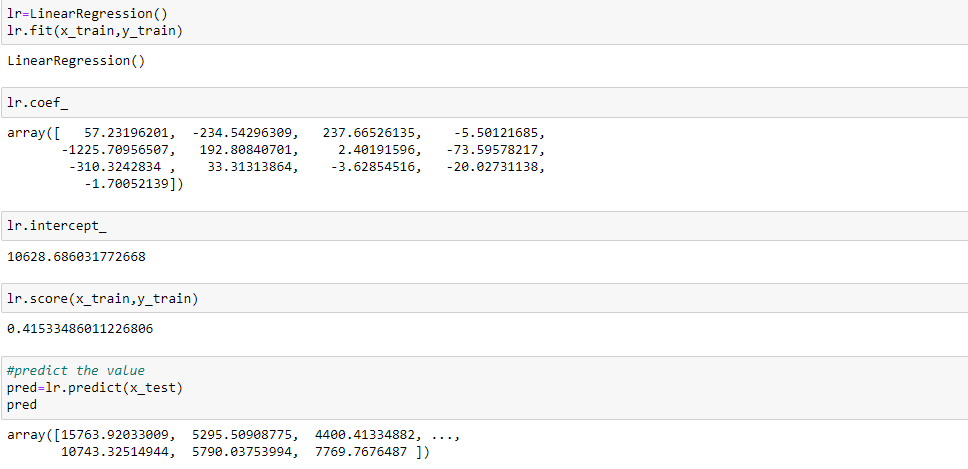 lr=LinearRegression()
lr.fit(x_train,y_train)
LinearRegression()
lr.coef_
array([   57.23196201,  -234.54296309,   237.66526135,    -5.50121685,
       -1225.70956507,   192.80840701,     2.40191596,   -73.59578217,
        -310.3242834 ,    33.31313864,    -3.62854516,   -20.02731138,
          -1.70052139])
lr.intercept_
10628.686031772668
lr.score(x_train,y_train)
0.41533486011226806
#predict the value
pred=lr.predict(x_test)
pred
array([15763.92033009,  5295.50908775,  4400.41334882, ...,
       10743.32514944,  5790.03753994,  7769.7676487 ])